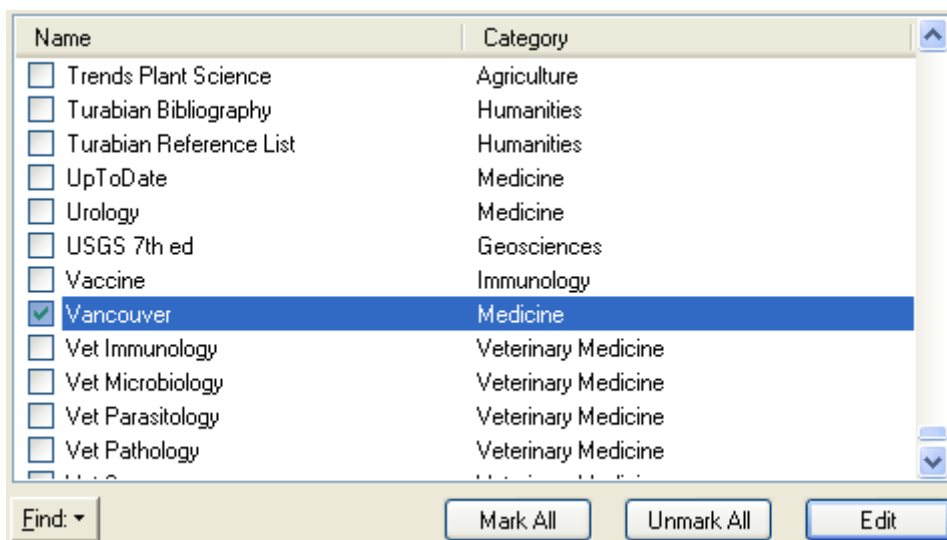 Name Category
Trends Plant Science Agriculture
Turabian Bibliography Humanities
Turabian Reference List Humanities
UpToDate Medicine
Urology Medicine
USGS 7th ed Geosciences
Vaccine Immunology
Vancouver Medicine
Vet Immunology Veterinary Medicine
Vet Microbiology Veterinary Medicine
Vet Parasitology Veterinary Medicine
Vet Pathology Veterinary Medicine
Find: Mark All Unmark All Edit